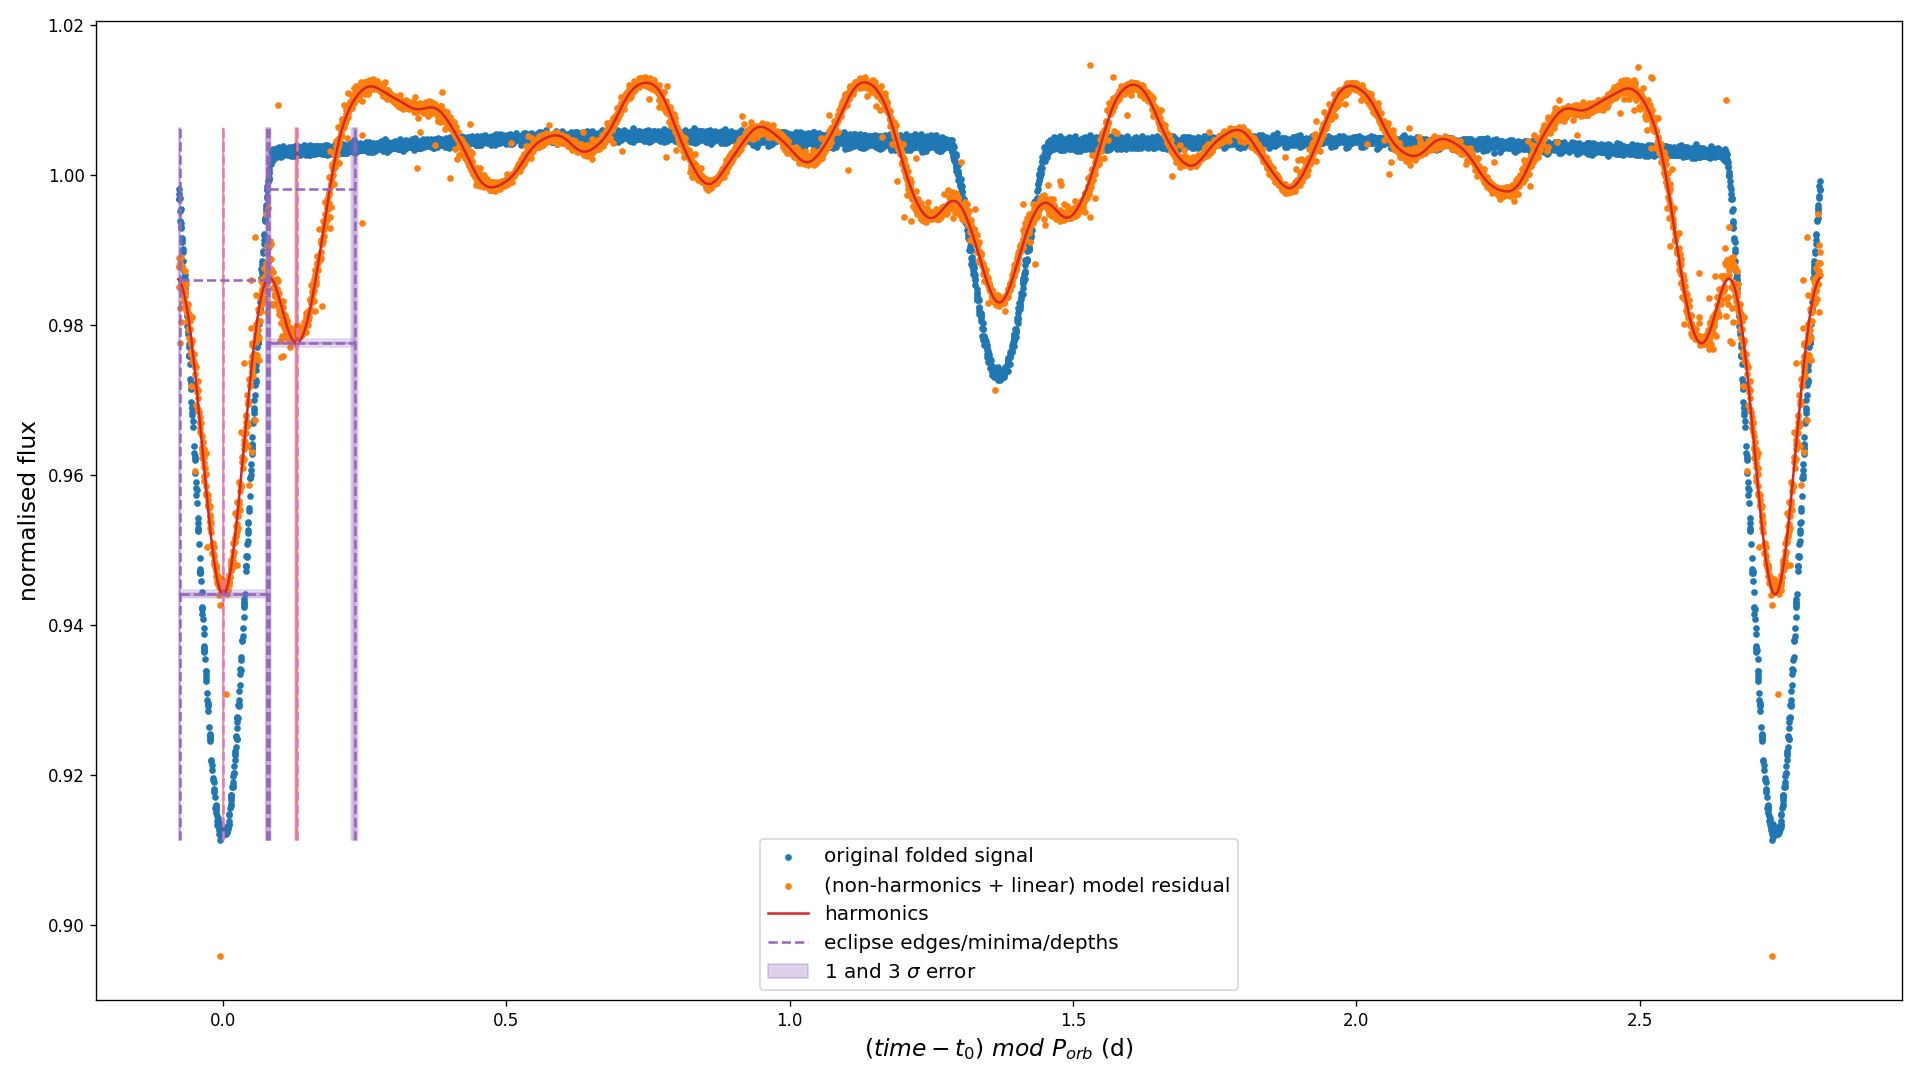 1.02
1.00
0.98
0.96
0.94
0.92
0.90
normalised flux
0.0 0.5 1.0 1.5 2.0 2.5
(time − t₀) mod Pₒᵣb (d)
original folded signal
(non-harmonics + linear) model residual
harmonics
eclipse edges/minima/depths
1 and 3 σ error